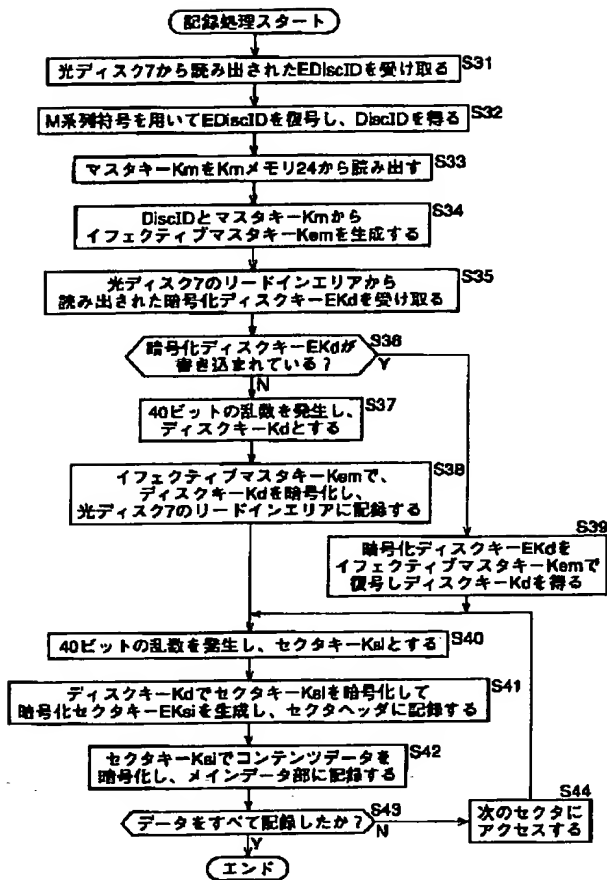 記録処理スタート
光ディスク7から読み出されたEDiscIDを受け取る
S31
M系列符号を用いてEDiscIDを復号し、DiscIDを得る
S32
マスタキーKmをKmメモリ24から読み出す
S33
DiscIDとマスタキーKmから
イフェクティブマスタキーKemを生成する
S34
光ディスク7のリードインエリアから
読み出された暗号化ディスクキーEKdを受け取る
S35
暗号化ディスクキーEKdが
書き込まれている?
S36
Y
N
40ビットの乱数を発生し、
ディスクキーKdとする
S37
イフェクティブマスタキーKemで、
ディスクキーKdを暗号化し、
光ディスク7のリードインエリアに記録する
S38
S39
暗号化ディスクキーEKdを
イフェクティブマスタキーKemで
復号しディスクキーKdを得る
40ビットの乱数を発生し、セクタキーKsiとする
S40
ディスクキーKdでセクタキーKsiを暗号化して
暗号化セクタキーEKsiを生成し、セクタヘッダに記録する
S41
セクタキーKsiでコンテンツデータを
暗号化し、メインデータ部に記録する
S42
データをすべて記録したか?
S43
N
Y
S44
次のセクタに
アクセスする
エンド